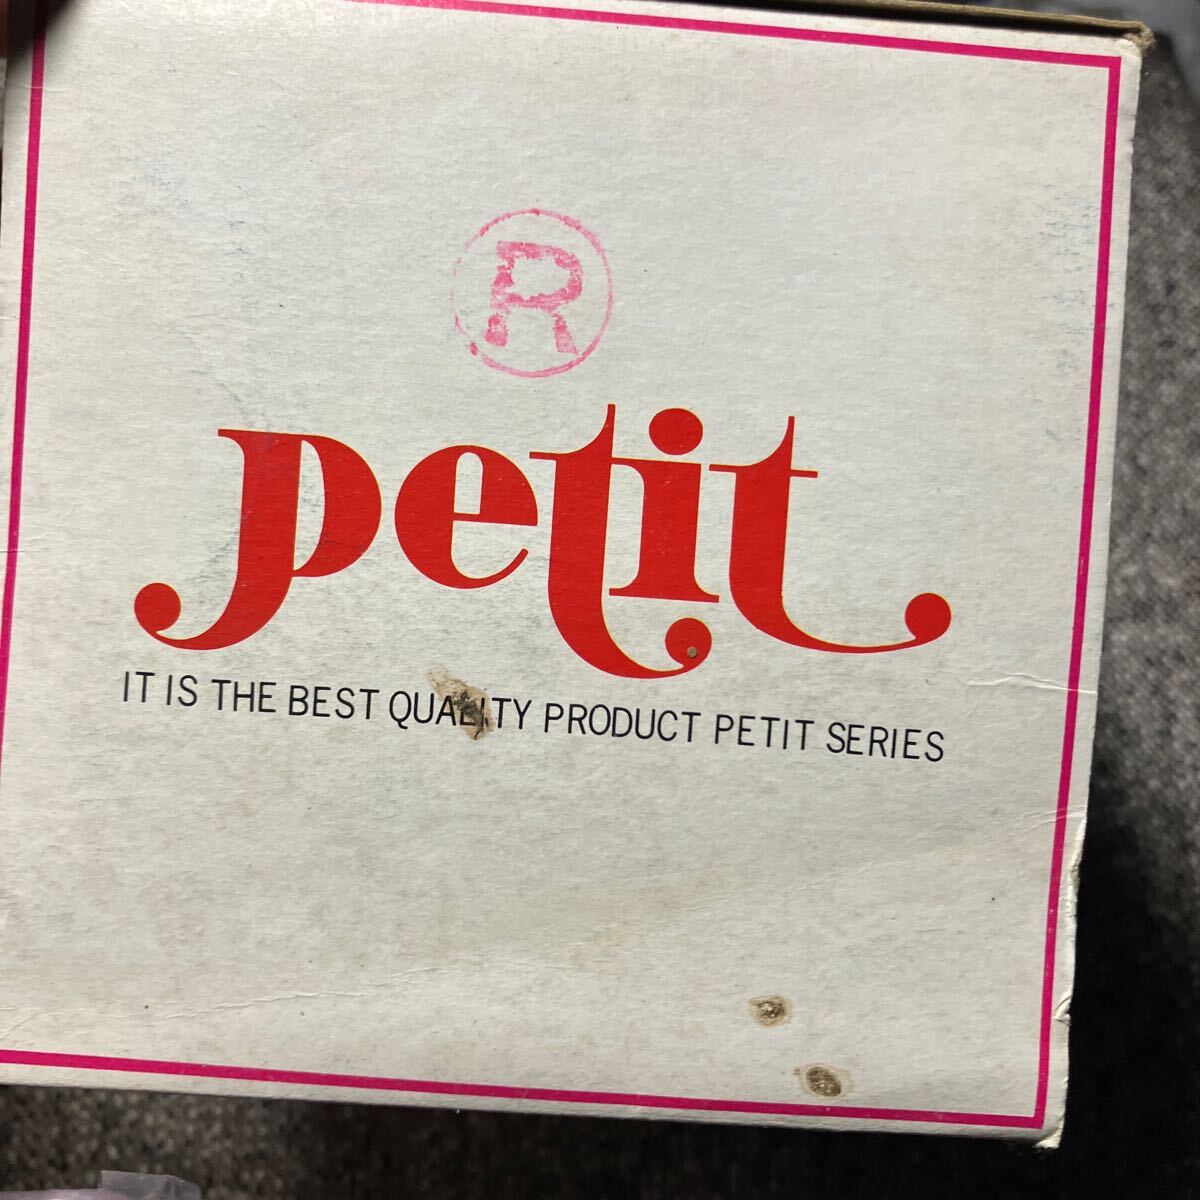 R
petit
IT IS THE BEST QUALITY PRODUCT PETIT SERIES